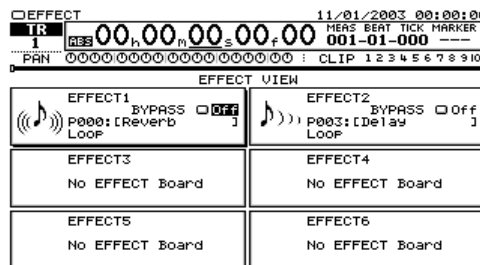 EFFECT 11/01/2003 00:00:0
TR 1 ABS 00h00m00s00f00 MEAS BEAT TICK MARKER
001-01-000 ---
PAN CLIP 1 2 3 4 5 6 7 8 9 10
EFFECT VIEW
EFFECT1
BYPASS Off
P000:[Reverb ]
LOOP
EFFECT2
BYPASS Off
P003:[Delay ]
LOOP
EFFECT3
No EFFECT Board
EFFECT4
No EFFECT Board
EFFECT5
No EFFECT Board
EFFECT6
No EFFECT Board